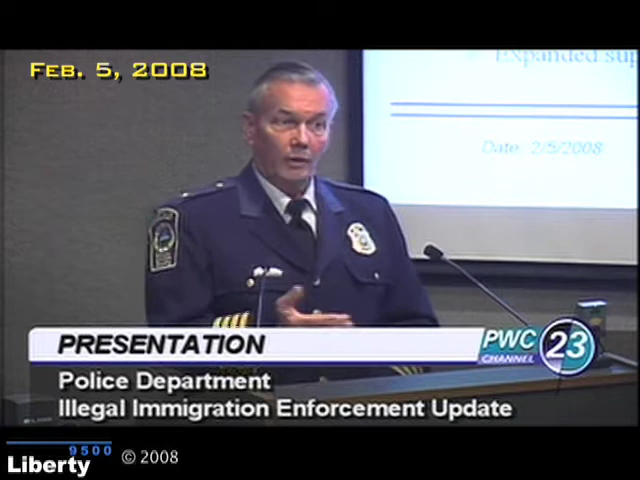 FEB. 5, 2008
Expanded sup
Date: 2/5/2008
PRESENTATION
PWC
CHANNEL
23
Police Department
Illegal Immigration Enforcement Update
9500
Liberty
© 2008